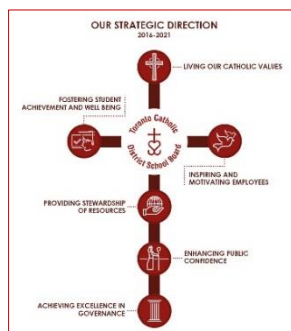 OUR STRATEGIC DIRECTION
2016-2021
LIVING OUR CATHOLIC VALUES
FOSTERING STUDENT
ACHIEVEMENT AND WELL BEING
Toronto Catholic
District School Board
INSPIRING AND
MOTIVATING EMPLOYEES
PROVIDING STEWARDSHIP
OF RESOURCES
ENHANCING PUBLIC
CONFIDENCE
ACHIEVING EXCELLENCE IN
GOVERNANCE